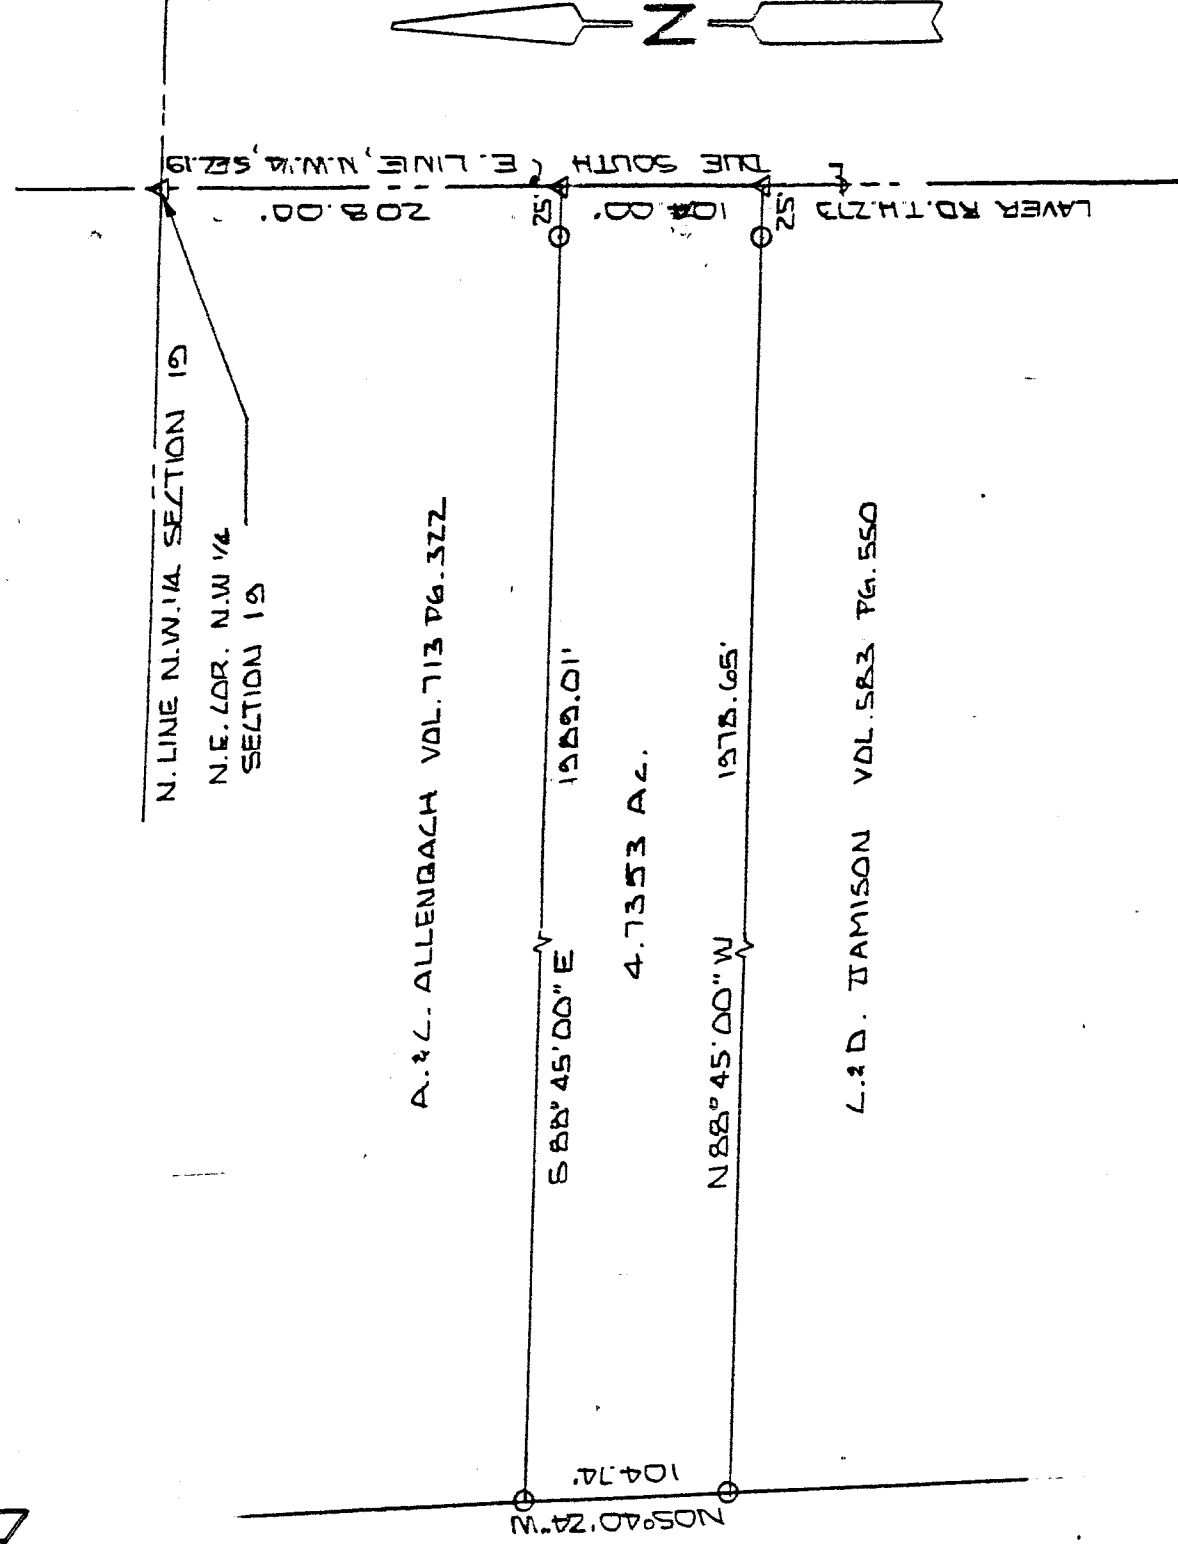 N
DUE SOUTH E. LINE, N.W.¼, SEC.19
208.00'
104.00'
25'
25'
LAVER RD. T.H. 273
N. LINE N.W.¼ SECTION 19
N.E. COR. N.W ¼
SECTION 19
A. & C. ALLENBACH VOL. 713 PG. 322
S 88° 45' 00" E
1989.01'
4.7353 AC.
N 88° 45' 00" W
1978.65'
L. & D. JAMISON VOL. 583 PG. 550
104.74'
N05°40'24"W